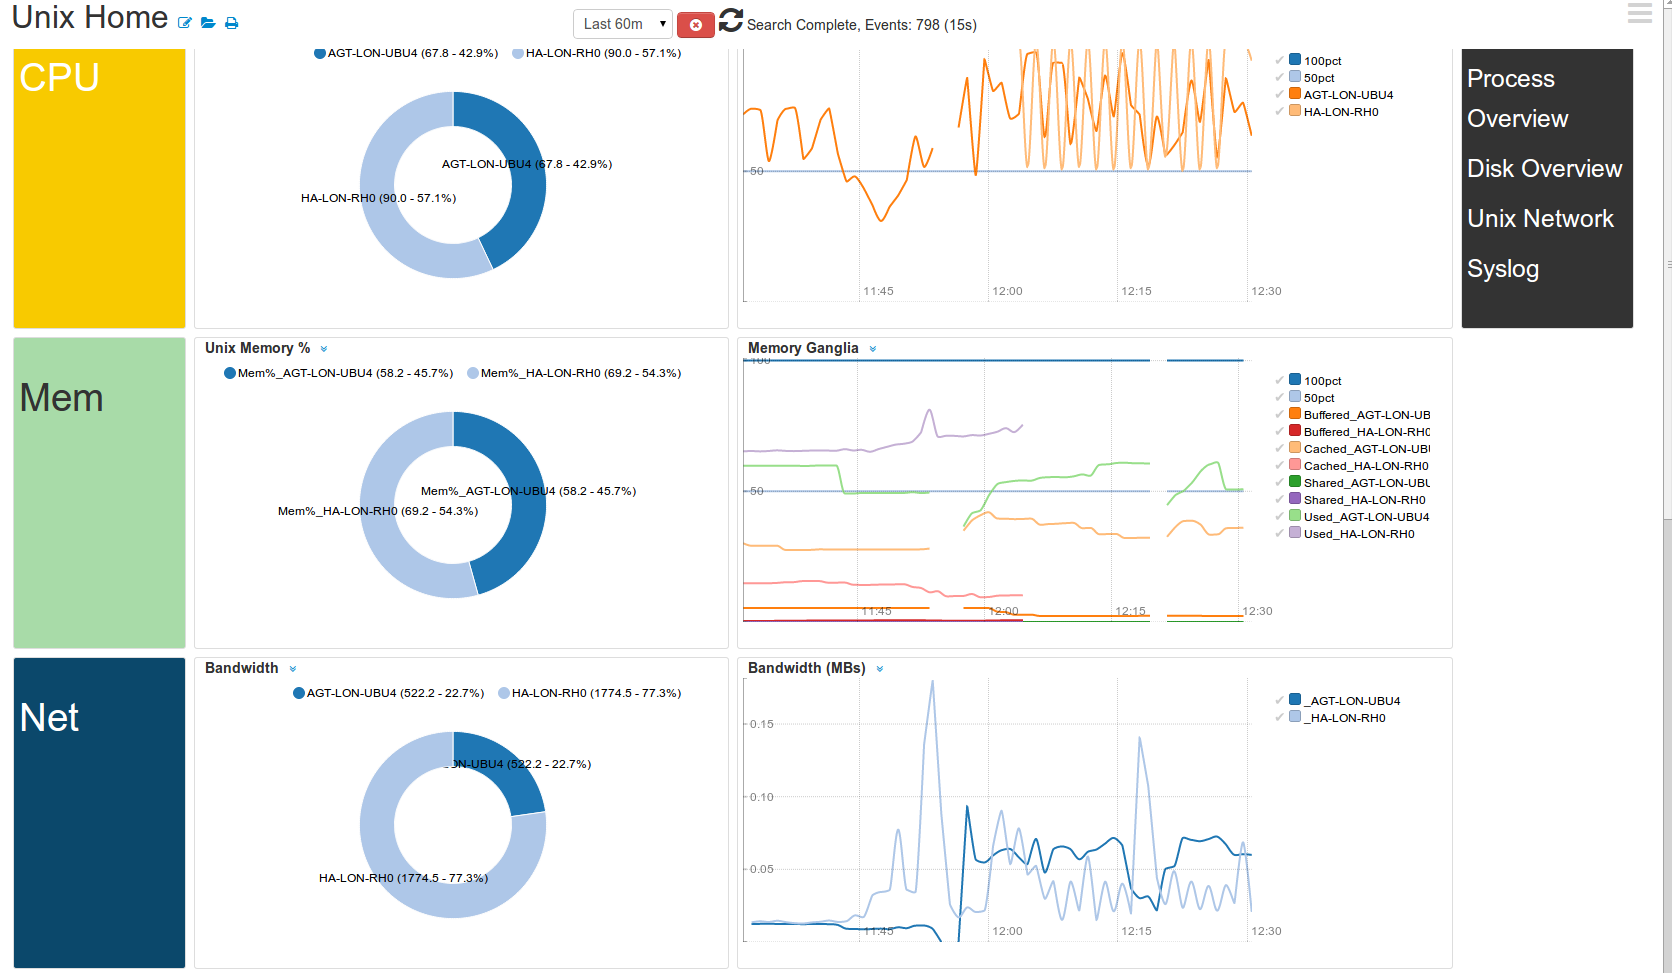 Unix Home
Last 60m
Search Complete, Events: 798 (15s)
CPU
AGT-LON-UBU4 (67.8 - 42.9%) HA-LON-RH0 (90.0 - 57.1%)
AGT-LON-UBU4 (67.8 - 42.9%)
HA-LON-RH0 (90.0 - 57.1%)
50
11:45 12:00 12:15 12:30
100pct
50pct
AGT-LON-UBU4
HA-LON-RH0
Process
Overview
Disk Overview
Unix Network
Syslog
Mem
Unix Memory %
Mem%_AGT-LON-UBU4 (58.2 - 45.7%) Mem%_HA-LON-RH0 (69.2 - 54.3%)
Mem%_AGT-LON-UBU4 (58.2 - 45.7%)
Mem%_HA-LON-RH0 (69.2 - 54.3%)
Memory Ganglia
100
50
11:45 12:00 12:15 12:30
100pct
50pct
Buffered_AGT-LON-UB
Buffered_HA-LON-RH0
Cached_AGT-LON-UBU
Cached_HA-LON-RH0
Shared_AGT-LON-UBU
Shared_HA-LON-RH0
Used_AGT-LON-UBU4
Used_HA-LON-RH0
Net
Bandwidth
AGT-LON-UBU4 (522.2 - 22.7%) HA-LON-RH0 (1774.5 - 77.3%)
ON-UBU4 (522.2 - 22.7%)
HA-LON-RH0 (1774.5 - 77.3%)
Bandwidth (MBs)
0.15
0.10
0.05
11:45 12:00 12:15 12:30
_AGT-LON-UBU4
_HA-LON-RH0